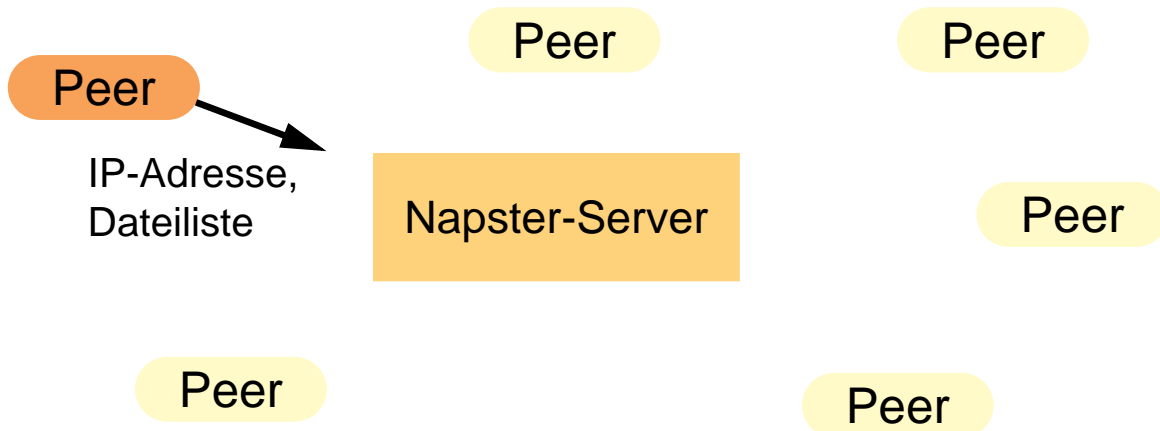 Peer
Peer
Peer
IP-Adresse,
Dateiliste
Napster-Server
Peer
Peer
Peer